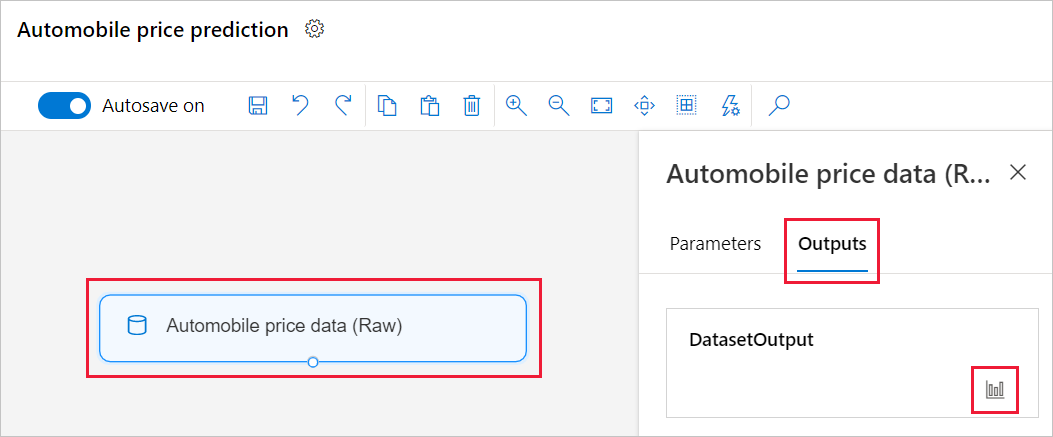 Automobile price prediction
Autosave on
Automobile price data (R...
Parameters
Outputs
Automobile price data (Raw)
DatasetOutput